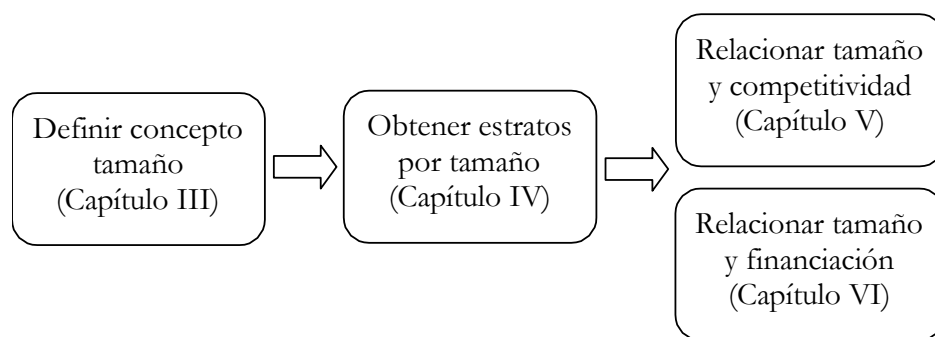 Definir concepto
tamaño
(Capítulo III)
Obtener estratos
por tamaño
(Capítulo IV)
Relacionar tamaño
y competitividad
(Capítulo V)
Relacionar tamaño
y financiación
(Capítulo VI)